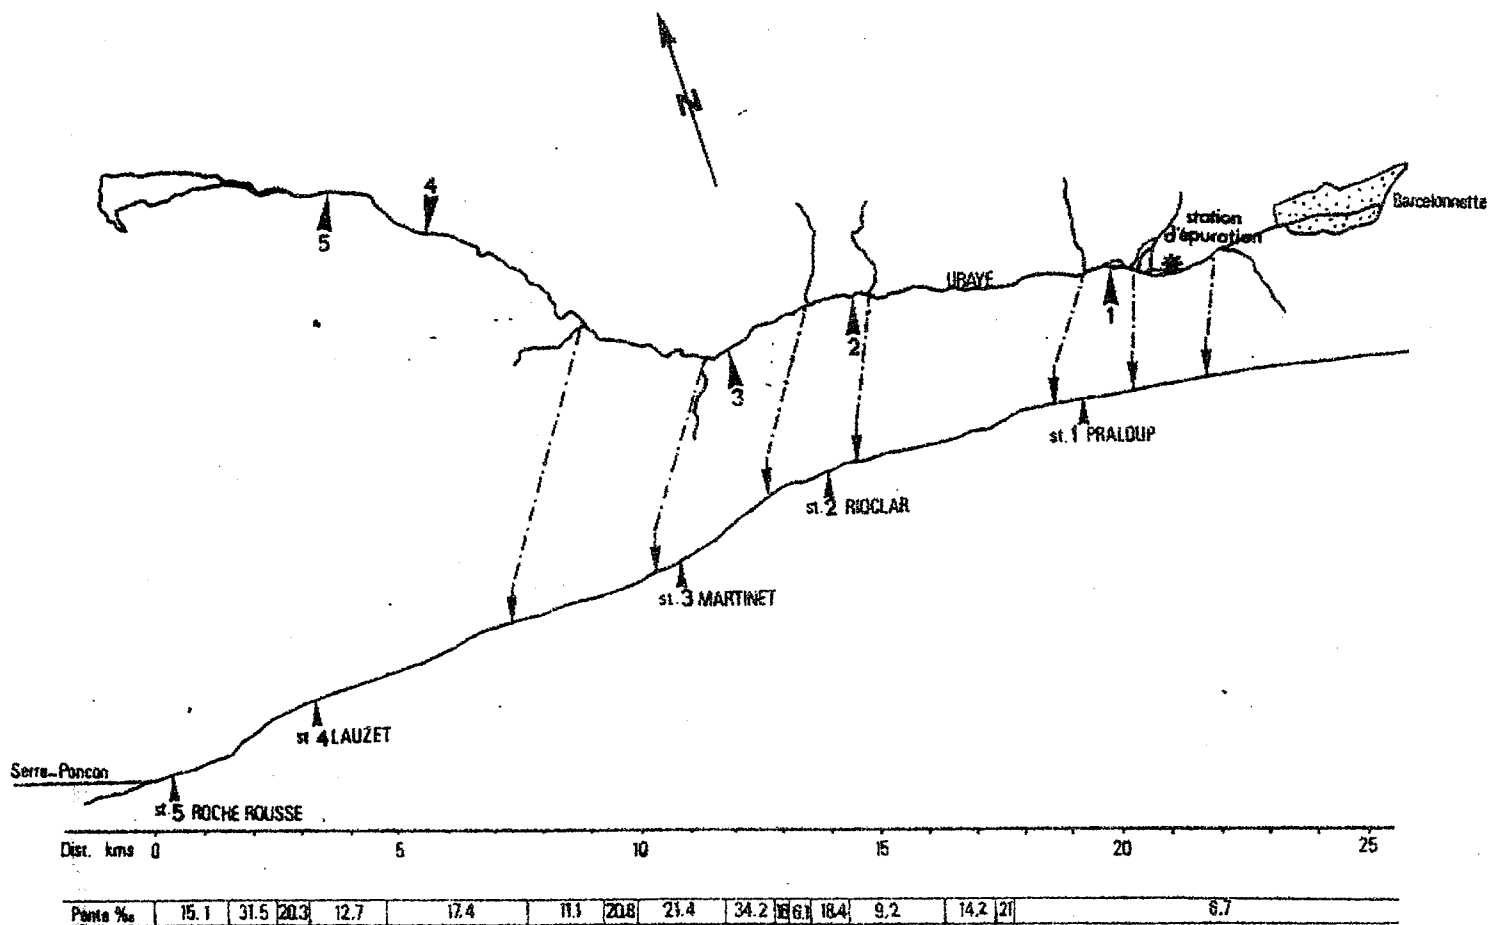 N
4
5
Barcelonnette
station
d'épuration
UBAYE
1
2
3
st.1 PRALOUP
st.2 RIOCLAR
st.3 MARTINET
st 4 LAUZET
Serre-Poncon
st.5 ROCHE ROUSSE
Dist. kms 0 5 10 15 20 25
Pente ‰ 15.1 31.5 20.3 12.7 17.4 11.1 20.8 21.4 34.2 6.1 18.4 9.2 14.2 21 6.7